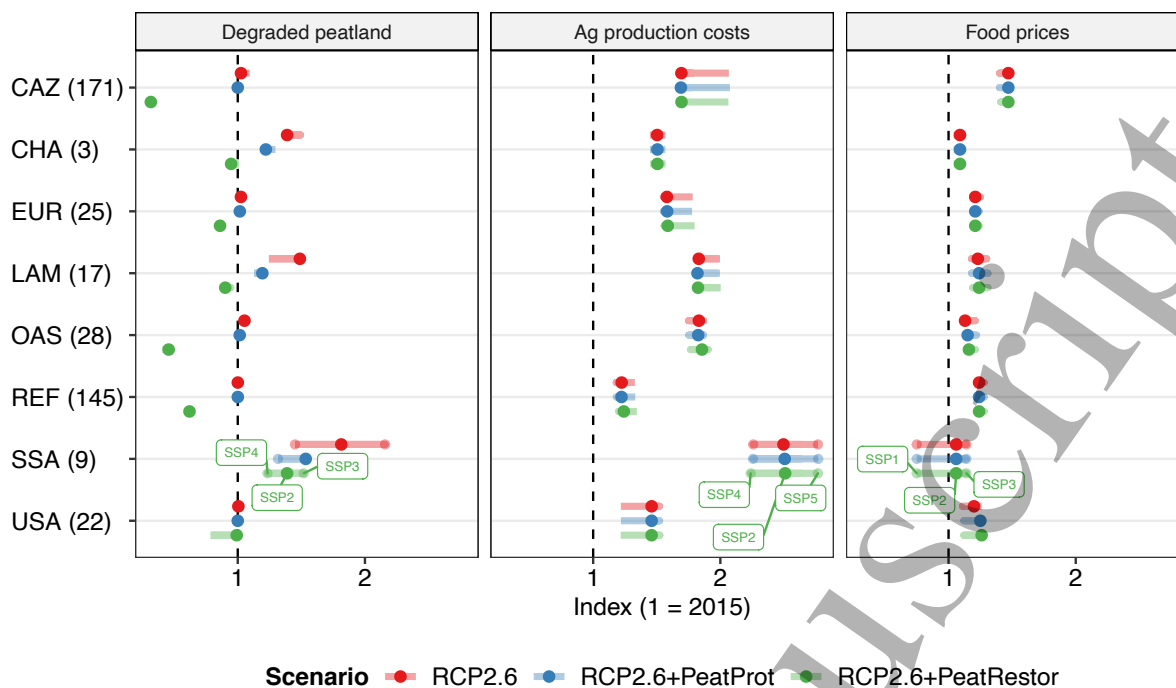 Degraded peatland
Ag production costs
Food prices
CAZ (171)
CHA (3)
EUR (25)
LAM (17)
OAS (28)
REF (145)
SSA (9)
USA (22)
SSP4
SSP3
SSP2
SSP4
SSP5
SSP2
SSP1
SSP3
SSP2
1 2
1 2
1 2
Index (1 = 2015)
Scenario RCP2.6 RCP2.6+PeatProt RCP2.6+PeatRestor
uscript